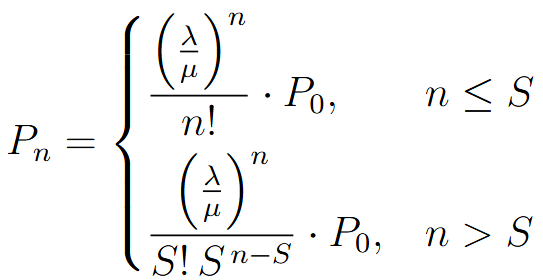 $$P_n = \begin{cases} \dfrac{\left(\frac{\lambda}{\mu}\right)^n}{n!} \cdot P_0, & n \leq S \\ \dfrac{\left(\frac{\lambda}{\mu}\right)^n}{S!\, S^{n-S}} \cdot P_0, & n > S \end{cases}$$